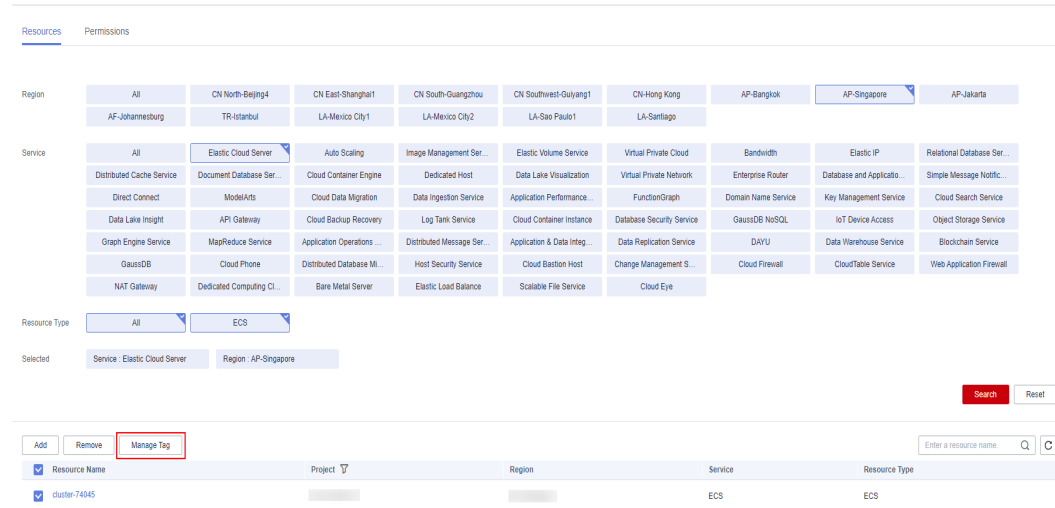 Resources Permissions
Region All CN North-Beijing4 CN East-Shanghai1 CN South-Guangzhou CN Southwest-Guiyang1 CN-Hong Kong AP-Bangkok AP-Singapore AP-Jakarta
AF-Johannesburg TR-Istanbul LA-Mexico City1 LA-Mexico City2 LA-Sao Paulo1 LA-Santiago
Service All Elastic Cloud Server Auto Scaling Image Management Ser... Elastic Volume Service Virtual Private Cloud Bandwidth Elastic IP Relational Database Ser...
Distributed Cache Service Document Database Ser... Cloud Container Engine Dedicated Host Data Lake Visualization Virtual Private Network Enterprise Router Database and Applicatio... Simple Message Notific...
Direct Connect ModelArts Cloud Data Migration Data Ingestion Service Application Performance... FunctionGraph Domain Name Service Key Management Service Cloud Search Service
Data Lake Insight API Gateway Cloud Backup Recovery Log Tank Service Cloud Container Instance Database Security Service GaussDB NoSQL IoT Device Access Object Storage Service
Graph Engine Service MapReduce Service Application Operations ... Distributed Message Ser... Application & Data Integ... Data Replication Service DAYU Data Warehouse Service Blockchain Service
GaussDB Cloud Phone Distributed Database Mi... Host Security Service Cloud Bastion Host Change Management S... Cloud Firewall CloudTable Service Web Application Firewall
NAT Gateway Dedicated Computing Cl... Bare Metal Server Elastic Load Balance Scalable File Service Cloud Eye
Resource Type All ECS
Selected Service : Elastic Cloud Server Region : AP-Singapore
Search Reset
Add Remove Manage Tag Enter a resource name.
Resource Name Project Region Service Resource Type
cluster-74045 ECS ECS